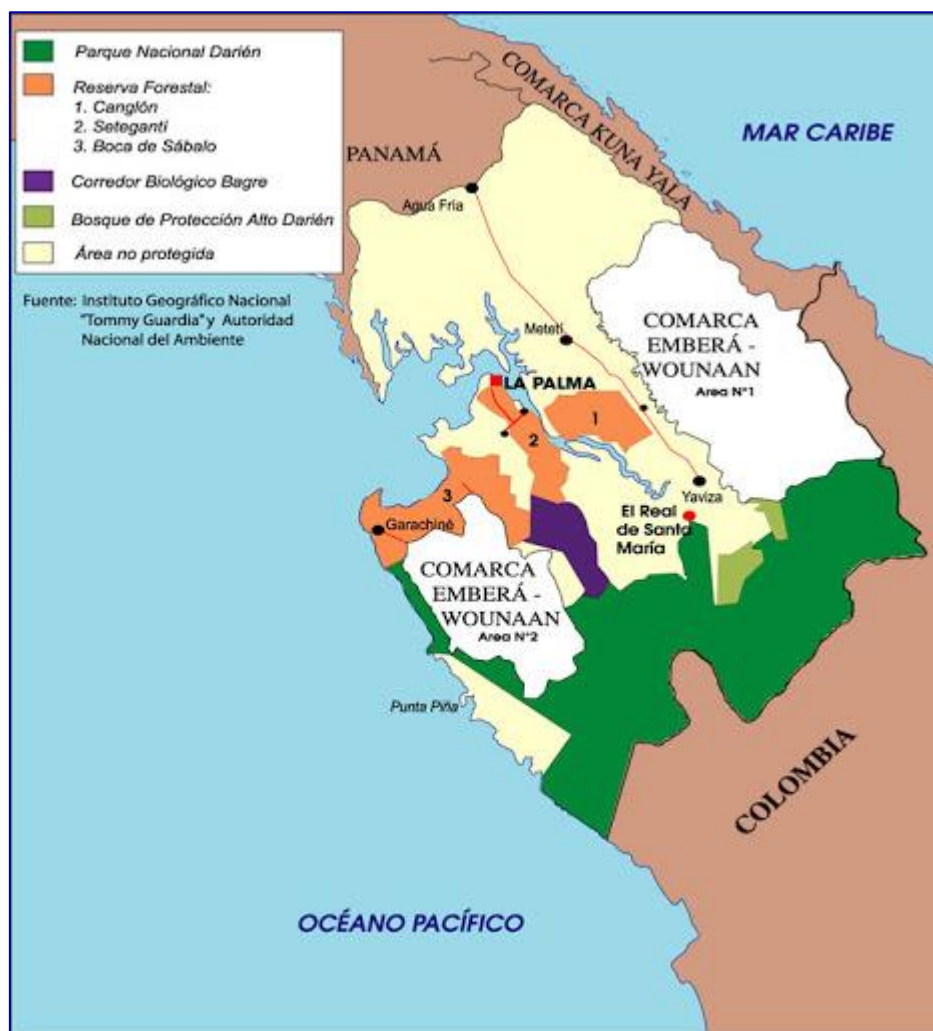 Parque Nacional Darién
Reserva Forestal:
1. Canglón
2. Setegantí
3. Boca de Sábalo
Corredor Biológico Bagre
Bosque de Protección Alto Darién
Área no protegida
Fuente: Instituto Geográfico Nacional
"Tommy Guardia" y Autoridad
Nacional del Ambiente
PANAMÁ
COMARCA KUNA YALA
MAR CARIBE
Agua Fría
Metetí
COMARCA
EMBERÁ -
WOUNAAN
Area N°1
LA PALMA
1
2
3
Yaviza
El Real
de Santa
María
Garachiné
COMARCA
EMBERÁ -
WOUNAAN
Area N°2
Punta Piña
COLOMBIA
OCÉANO PACÍFICO